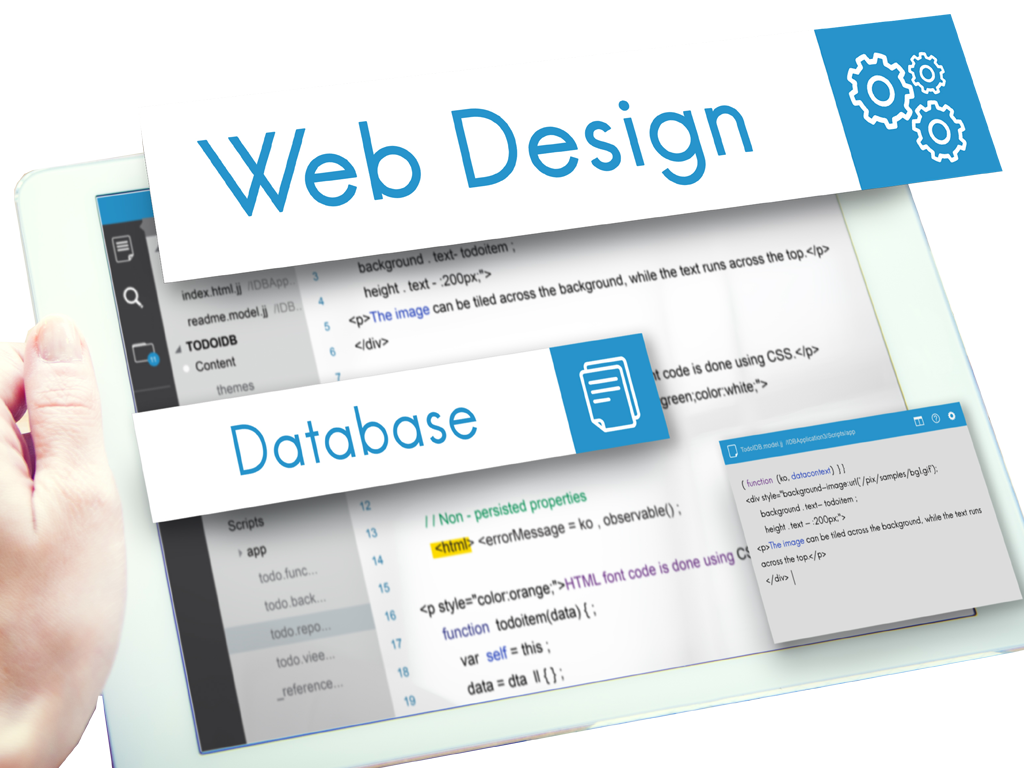 Web Design
index.html.jj /IDBApp...
readme.model.jj /IDB...
TODOIDB
Content
themes
3
4
5
6
7
background . text- todoitem ;
height . text - :200px;">
<p>The image can be tiled across the background, while the text runs across the top.</p>
</div>
code is done using CSS.</p>
green;color:white;">
Database
Scripts
app
todo.func...
todo.back...
todo.repo...
todo.viee...
_reference...
12
13
14
15
16
17
18
19
// Non - persisted properties
<html> <errorMessage = ko , observable() ;
<p style="color:orange;">HTML font code is done using
function todoitem(data) { ;
var self = this ;
data = dta || { } ;
TodoIDB.model.jj /IDBApplication3/Scripts/app
( function (ko, datacontext) } ] ]
<div style="background-image:url('/pix/samples/bg1.gif');
background . text- todoitem ;
height . text - :200px;">
<p>The image can be tiled across the background, while the text runs
across the top.</p>
</div>